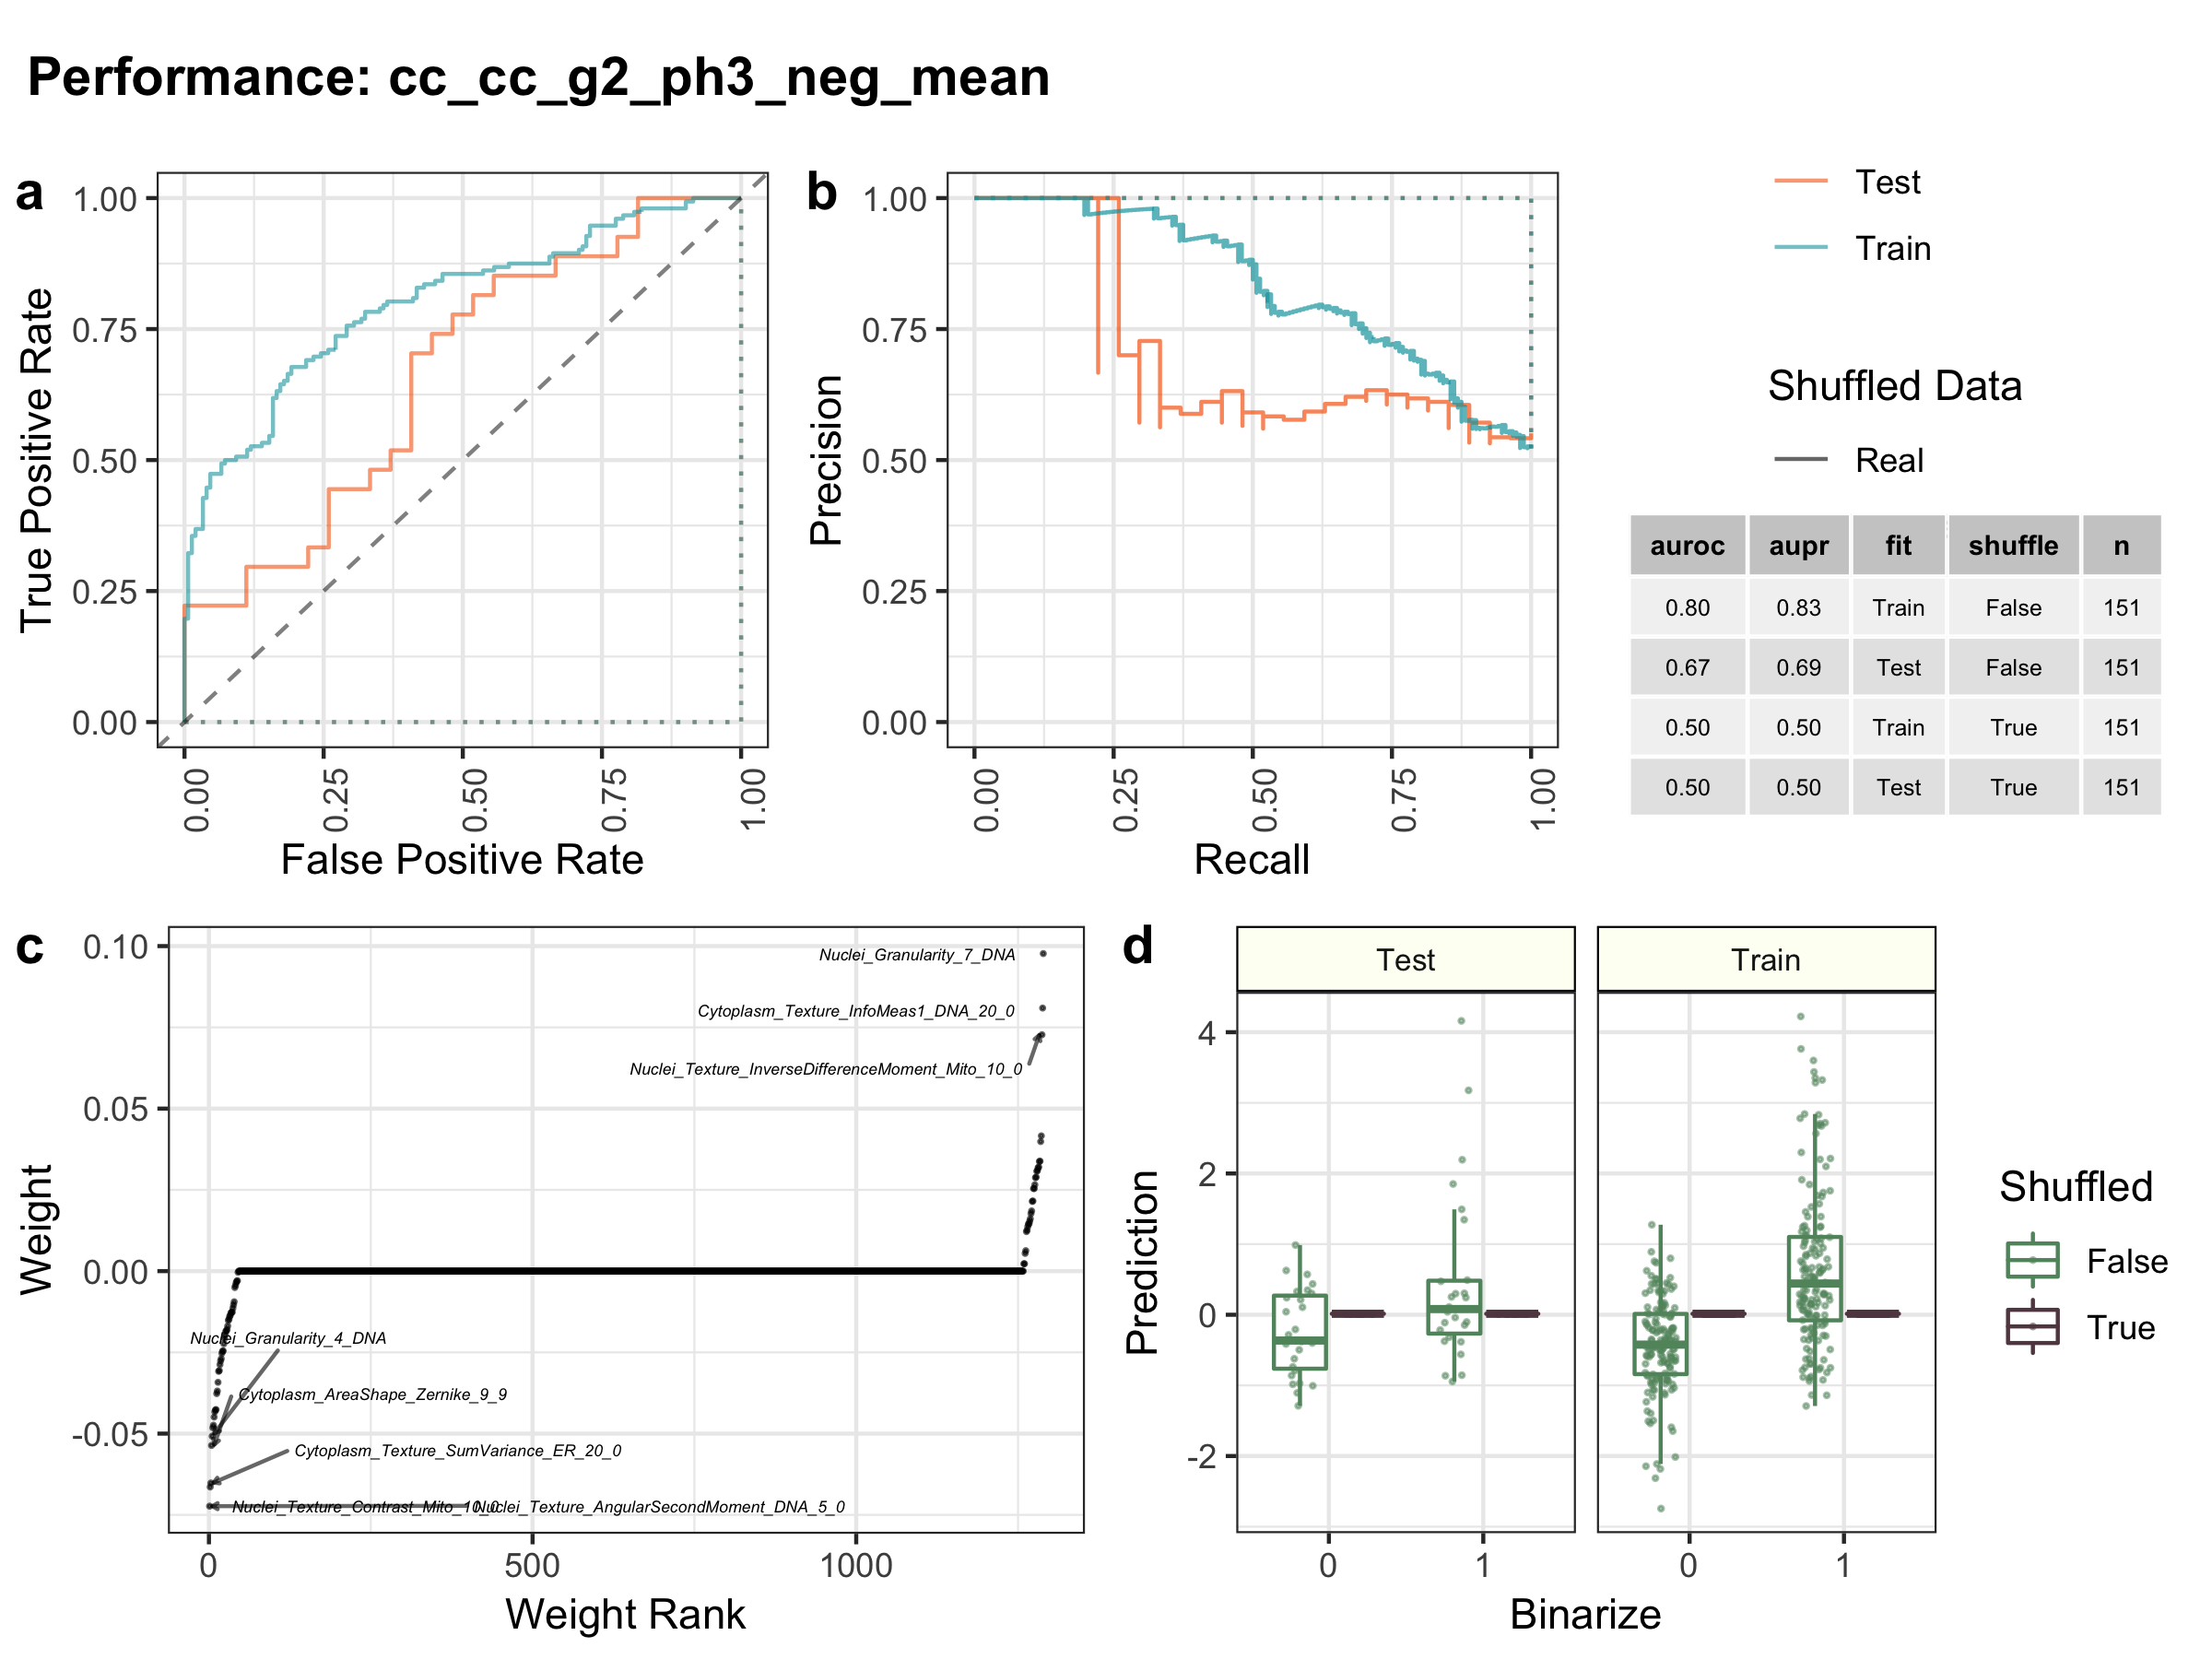 Performance: cc_cc_g2_ph3_neg_mean
a
1.00
0.75
0.50
0.25
0.00
True Positive Rate
0.00
0.25
0.50
0.75
1.00
False Positive Rate
b
1.00
0.75
0.50
0.25
0.00
Precision
0.00
0.25
0.50
0.75
1.00
Recall
Test
Train
Shuffled Data
Real
auroc aupr fit shuffle n
0.80 0.83 Train False 151
0.67 0.69 Test False 151
0.50 0.50 Train True 151
0.50 0.50 Test True 151
c
0.10
0.05
0.00
-0.05
Weight
Nuclei_Granularity_7_DNA
Cytoplasm_Texture_InfoMeas1_DNA_20_0
Nuclei_Texture_InverseDifferenceMoment_Mito_10_0
Nuclei_Granularity_4_DNA
Cytoplasm_AreaShape_Zernike_9_9
Cytoplasm_Texture_SumVariance_ER_20_0
Nuclei_Texture_Contrast_Mito_10_0
Nuclei_Texture_AngularSecondMoment_DNA_5_0
0
500
1000
Weight Rank
d
Test
Train
4
2
0
-2
Prediction
0
1
0
1
Binarize
Shuffled
False
True